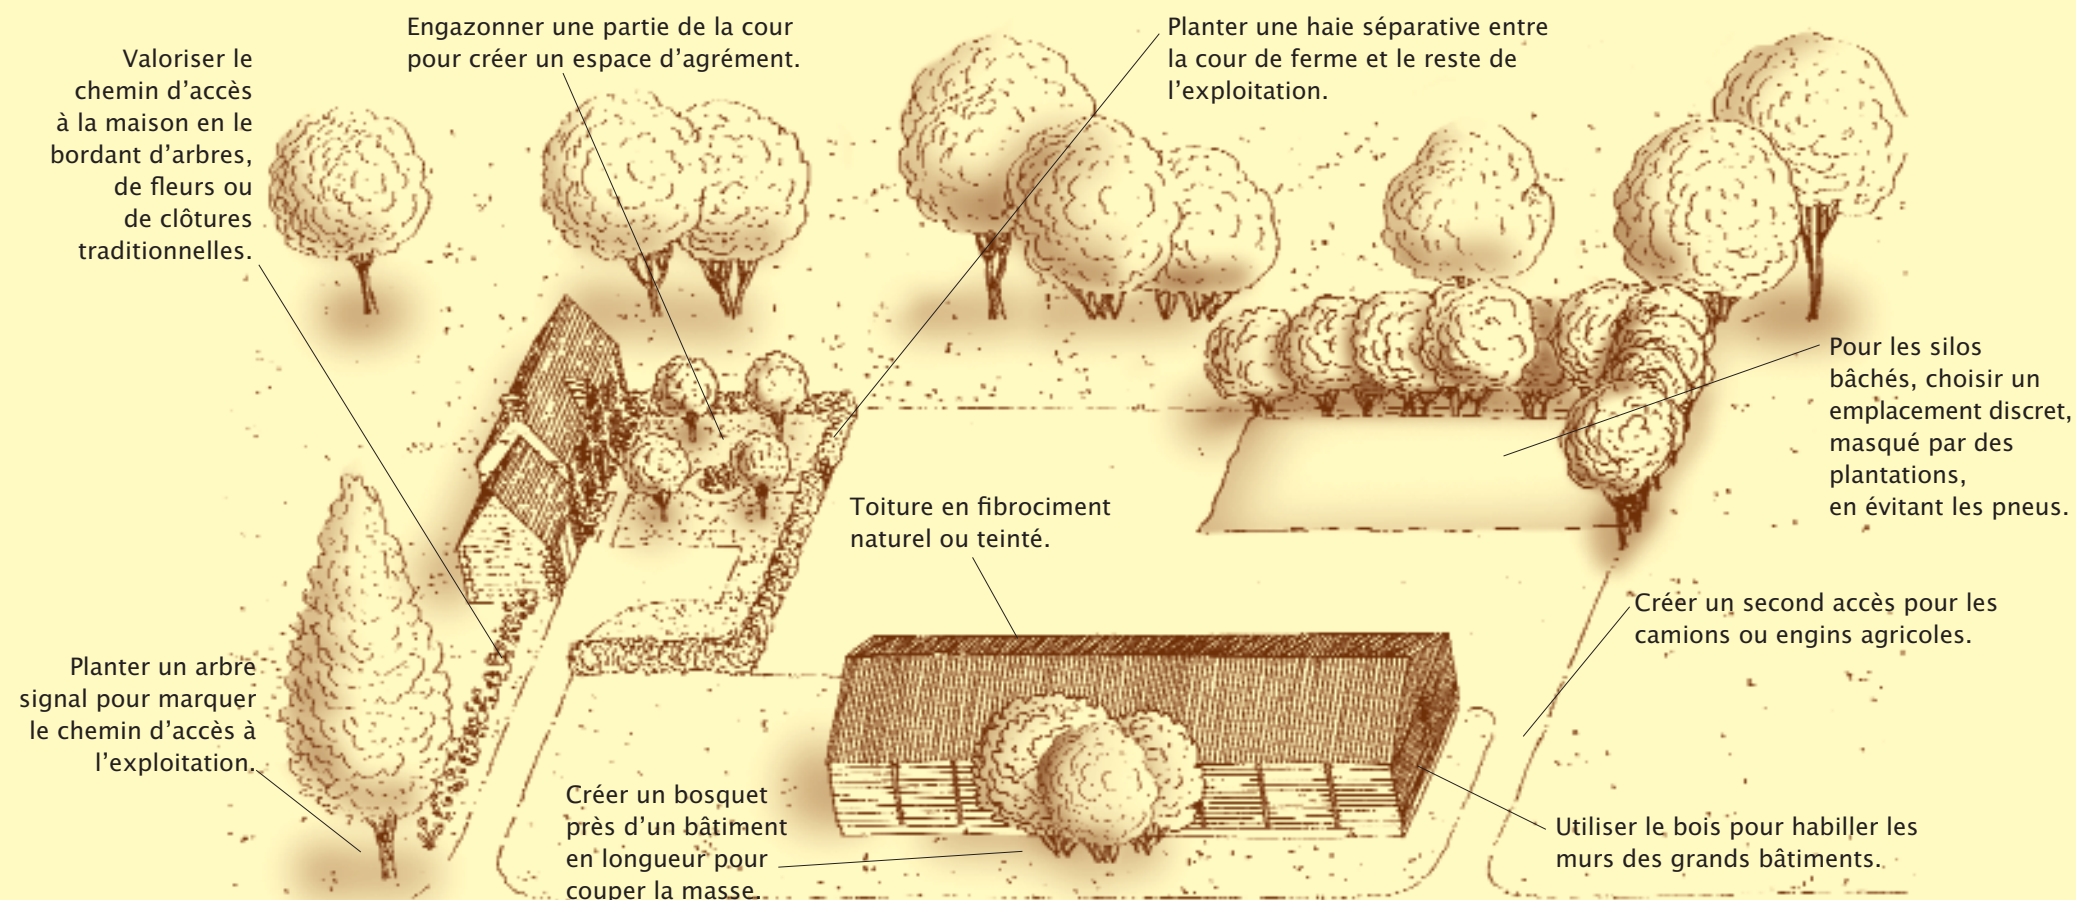 Engazonner une partie de la cour
pour créer un espace d’agrément.
Planter une haie séparative entre
la cour de ferme et le reste de
l’exploitation.
Valoriser le
chemin d’accès
à la maison en le
bordant d’arbres,
de fleurs ou
de clôtures
traditionnelles.
Pour les silos
bâchés, choisir un
emplacement discret,
masqué par des
plantations,
en évitant les pneus.
Toiture en fibrociment
naturel ou teinté.
Créer un second accès pour les
camions ou engins agricoles.
Planter un arbre
signal pour marquer
le chemin d’accès à
l’exploitation.
Créer un bosquet
près d’un bâtiment
en longueur pour
couper la masse.
Utiliser le bois pour habiller les
murs des grands bâtiments.